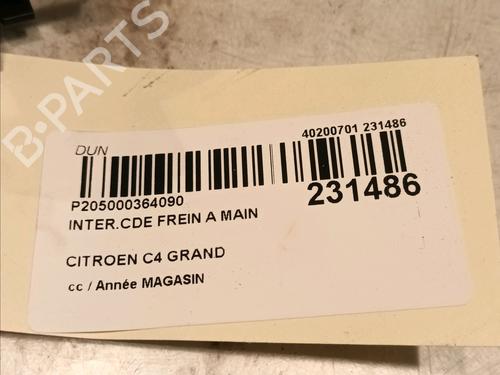 B-PARTS
DUN
40200701 231486
P205000364090
231486
INTER.CDE FREIN A MAIN
CITROEN C4 GRAND
cc / Année MAGASIN